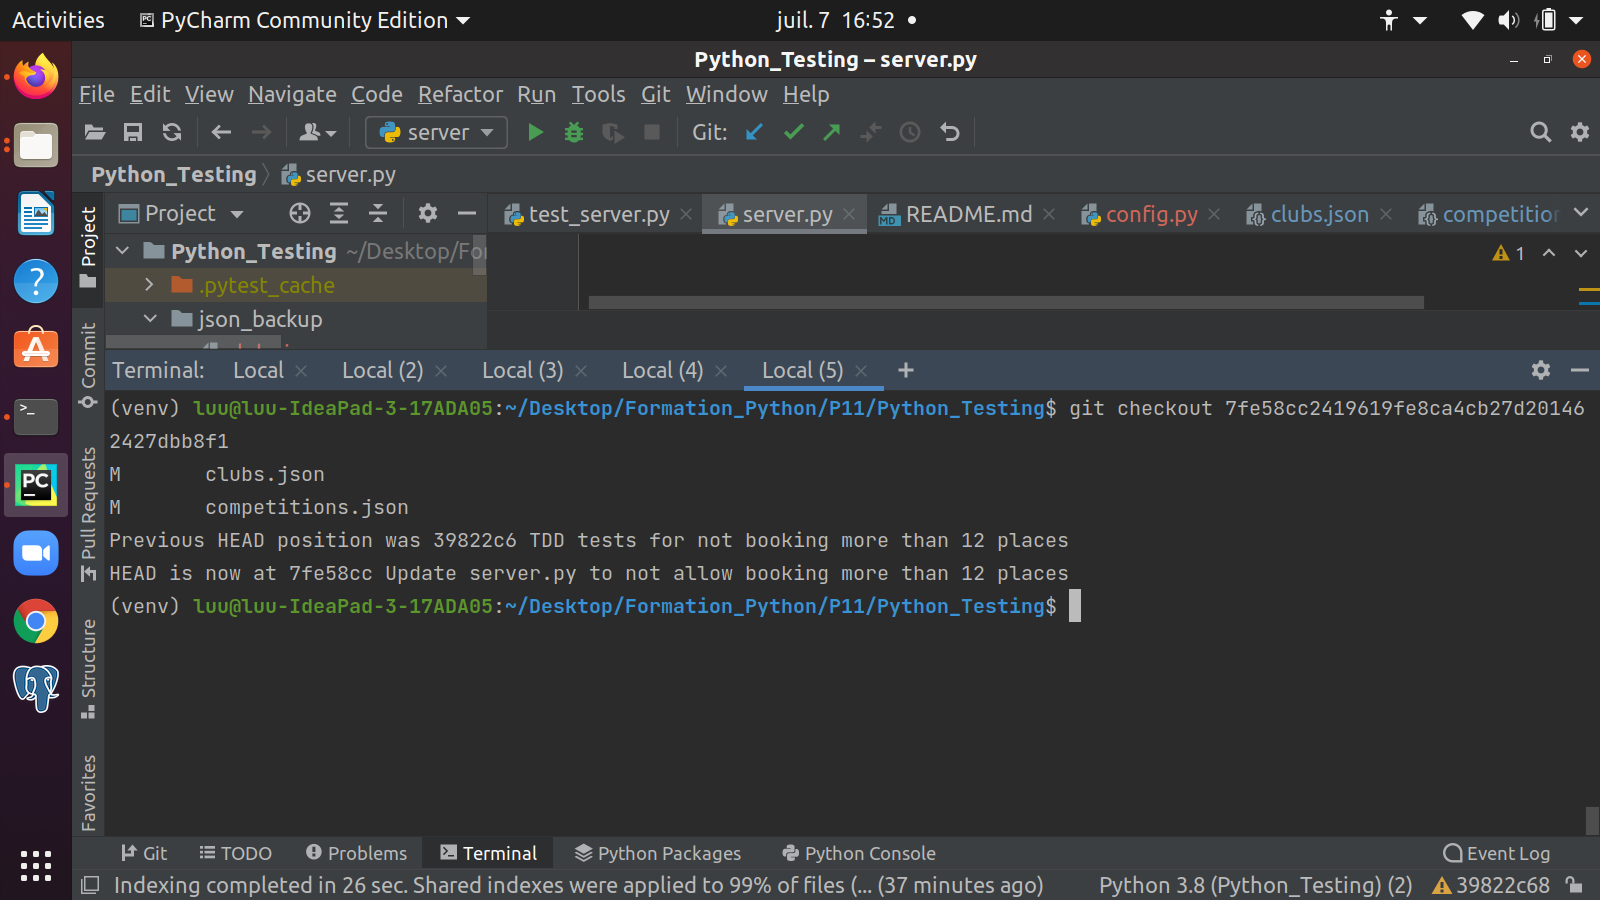 Activities PyCharm Community Edition juil. 7 16:52
Python_Testing – server.py
File Edit View Navigate Code Refactor Run Tools Git Window Help
server Git:
Python_Testing server.py
Project test_server.py server.py README.md config.py clubs.json competition
Python_Testing ~/Desktop/For
1
.pytest_cache
json_backup
Terminal: Local Local (2) Local (3) Local (4) Local (5) +
(venv) luu@luu-IdeaPad-3-17ADA05:~/Desktop/Formation_Python/P11/Python_Testing$ git checkout 7fe58cc2419619fe8ca4cb27d20146
2427dbb8f1
M clubs.json
M competitions.json
Previous HEAD position was 39822c6 TDD tests for not booking more than 12 places
HEAD is now at 7fe58cc Update server.py to not allow booking more than 12 places
(venv) luu@luu-IdeaPad-3-17ADA05:~/Desktop/Formation_Python/P11/Python_Testing$
Project
Commit
Pull Requests
Structure
Favorites
Git TODO Problems Terminal Python Packages Python Console Event Log
Indexing completed in 26 sec. Shared indexes were applied to 99% of files (... (37 minutes ago) Python 3.8 (Python_Testing) (2) 39822c68